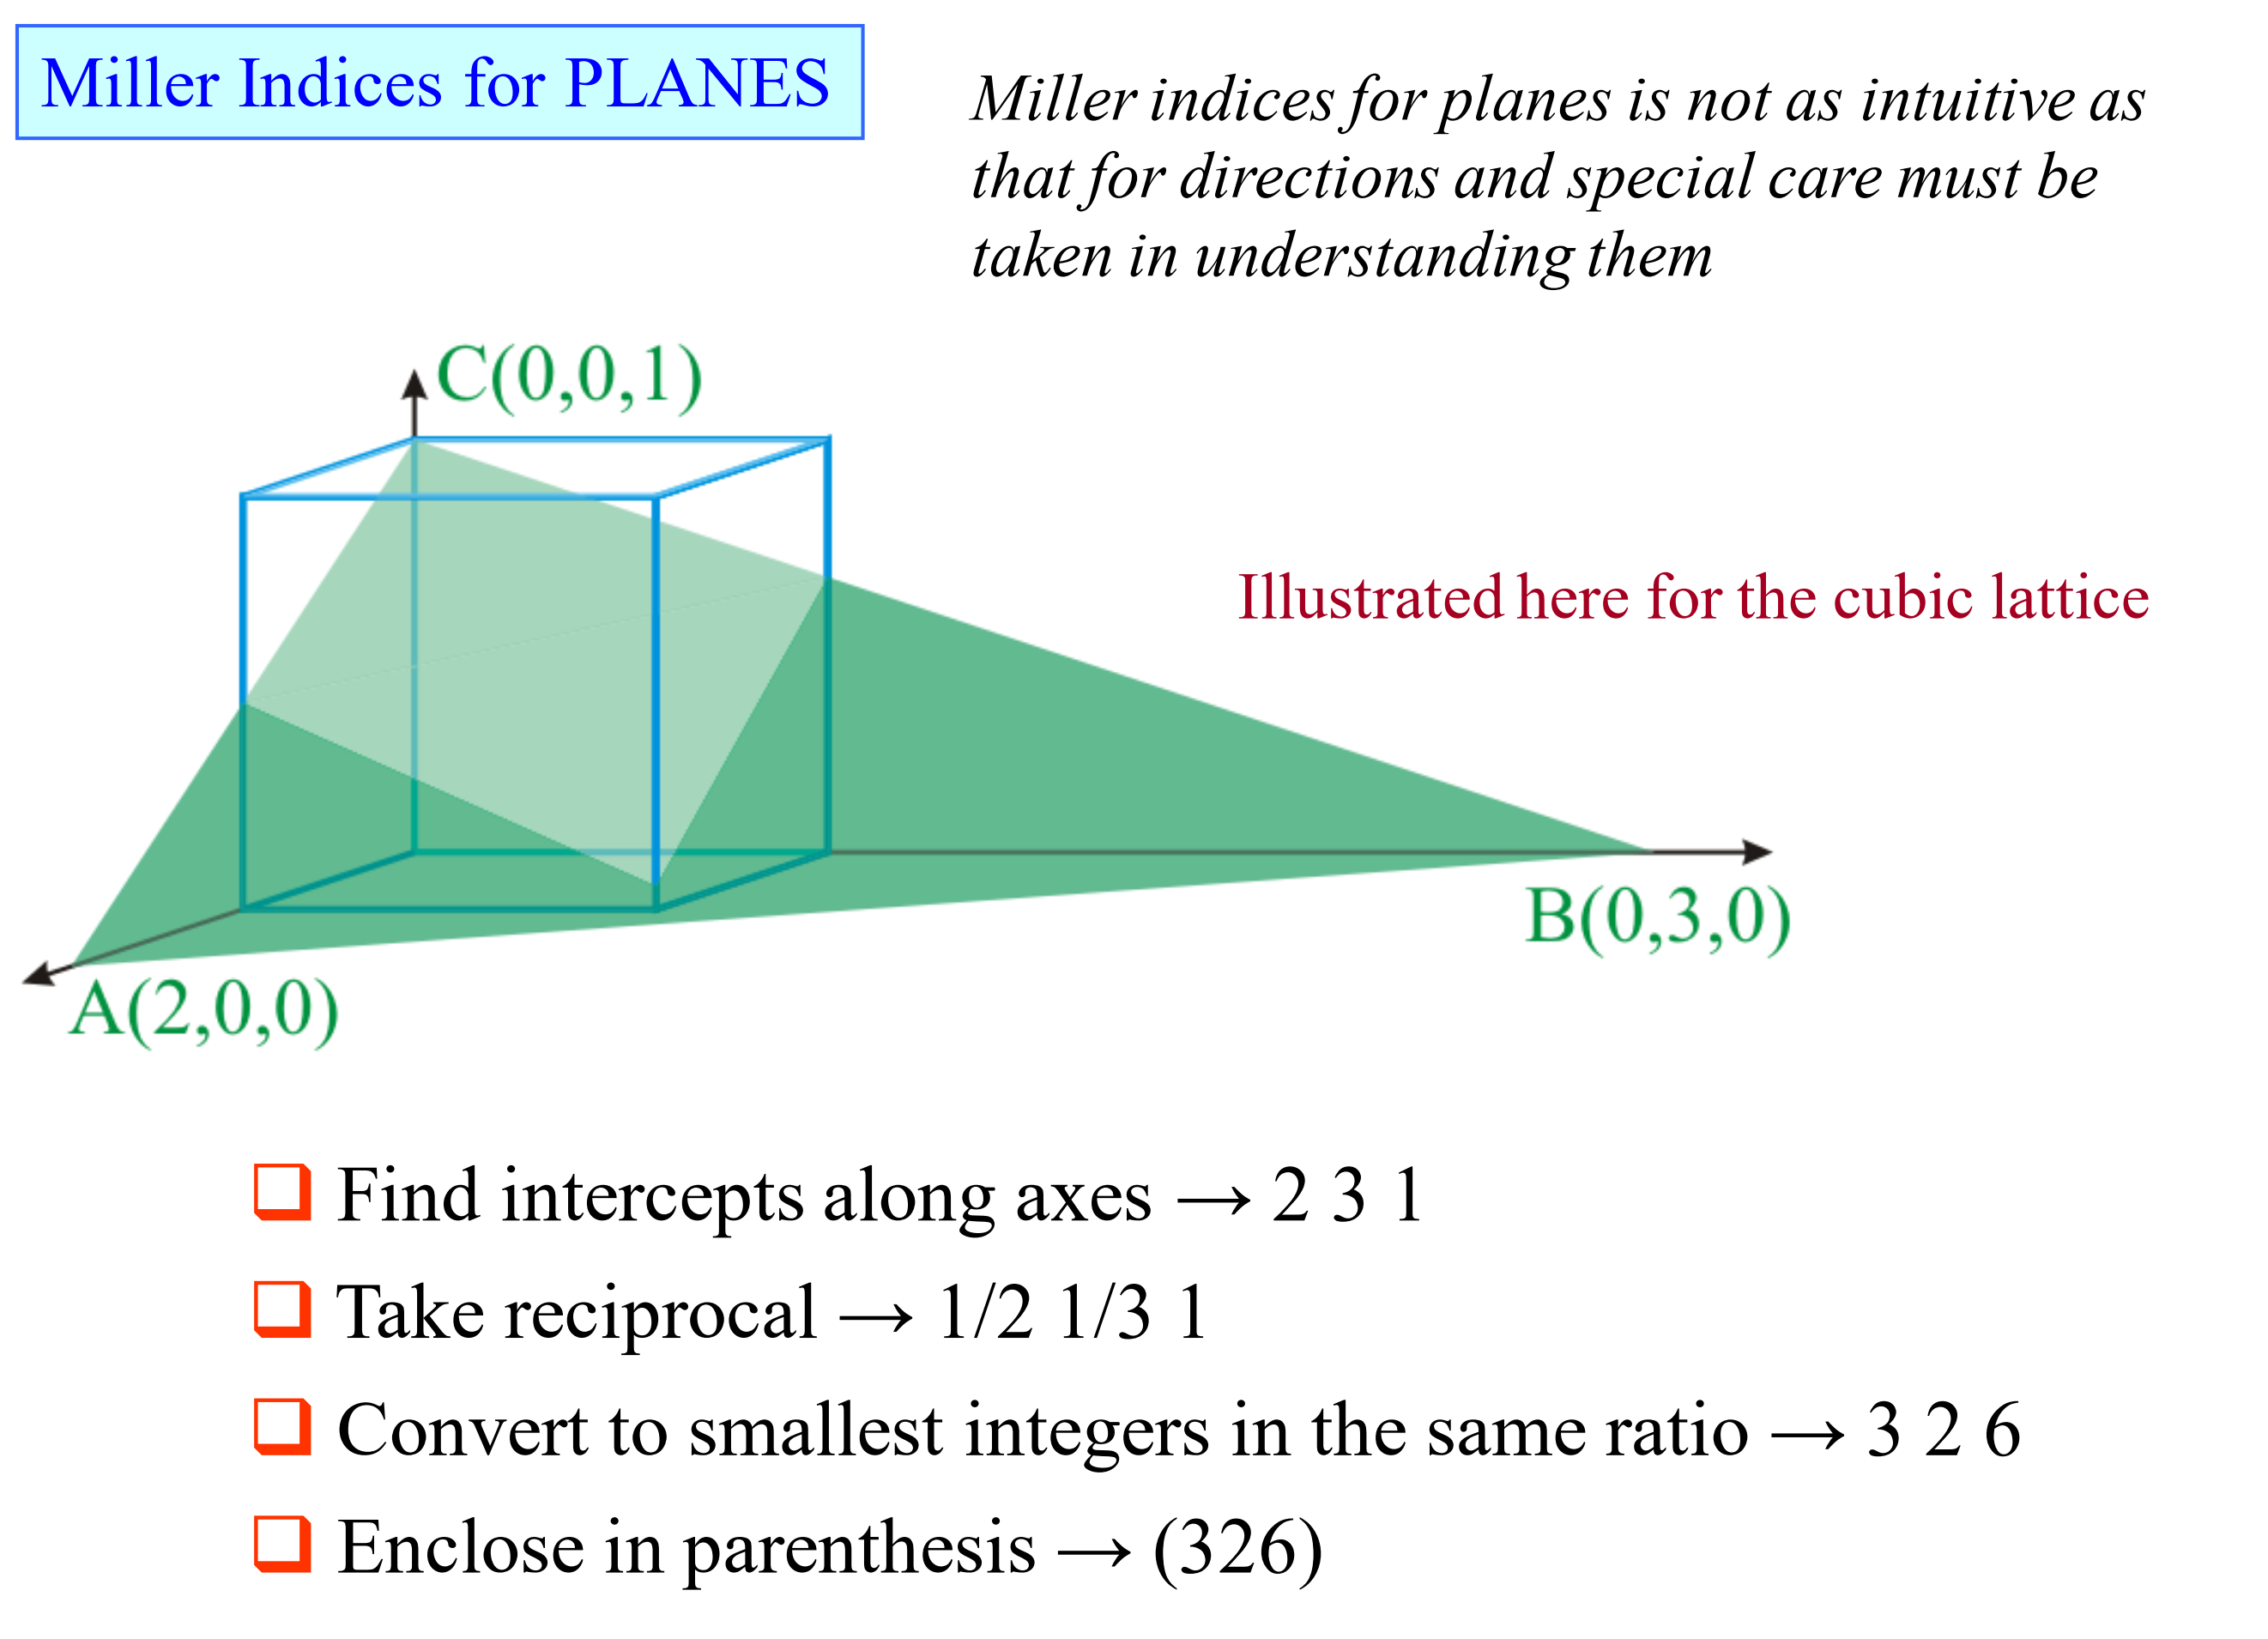 Miller Indices for PLANES
Miller indices for planes is not as intuitive as
that for directions and special care must be
taken in understanding them
C(0,0,1)
Illustrated here for the cubic lattice
B(0,3,0)
A(2,0,0)
❑ Find intercepts along axes → 2 3 1
❑ Take reciprocal → 1/2 1/3 1
❑ Convert to smallest integers in the same ratio → 3 2 6
❑ Enclose in parenthesis → (326)